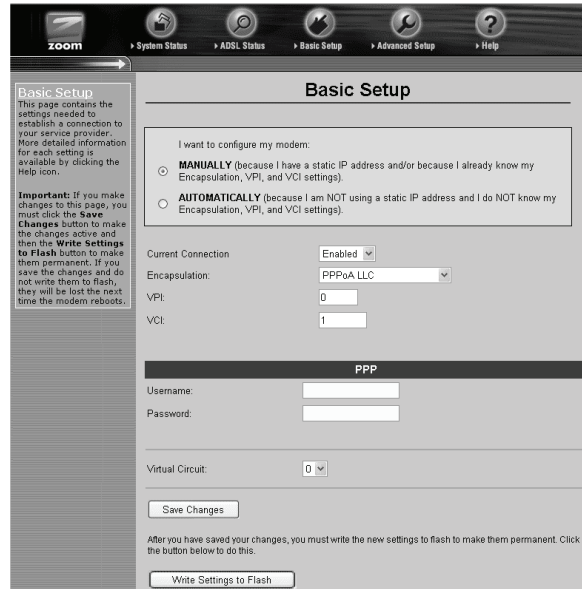 zoom
System Status
ADSL Status
Basic Setup
Advanced Setup
?
Help
Basic Setup
This page contains the
settings needed to
establish a connection to
your service provider.
More detailed information
for each setting is
available by clicking the
Help icon.
Important: If you make
changes to this page, you
must click the Save
Changes button to make
the changes active and
then the Write Settings
to Flash button to make
them permanent. If you
save the changes and do
not write them to flash,
they will be lost the next
time the modem reboots.
Basic Setup
I want to configure my modem:
MANUALLY (because I have a static IP address and/or because I already know my
Encapsulation, VPI, and VCI settings).
AUTOMATICALLY (because I am NOT using a static IP address and I do NOT know my
Encapsulation, VPI, and VCI settings).
Current Connection Enabled
Encapsulation: PPPoA LLC
VPI: 0
VCI: 1
PPP
Username:
Password:
Virtual Circuit: 0
Save Changes
After you have saved your changes, you must write the new settings to flash to make them permanent. Click
the button below to do this.
Write Settings to Flash